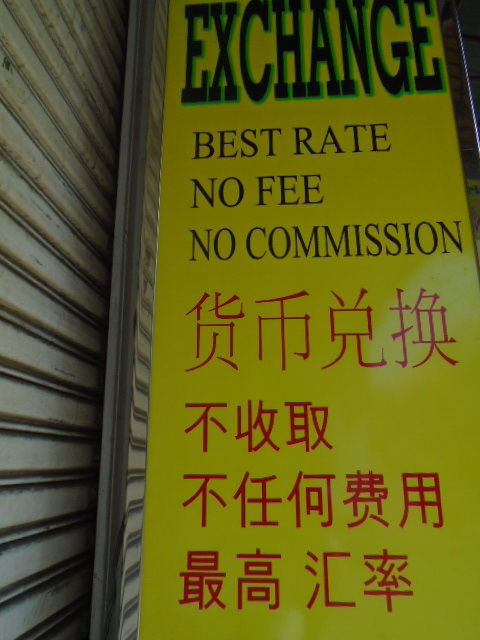 EXCHANGE
BEST RATE
NO FEE
NO COMMISSION
货币兑换
不收取
不任何费用
最高 汇率